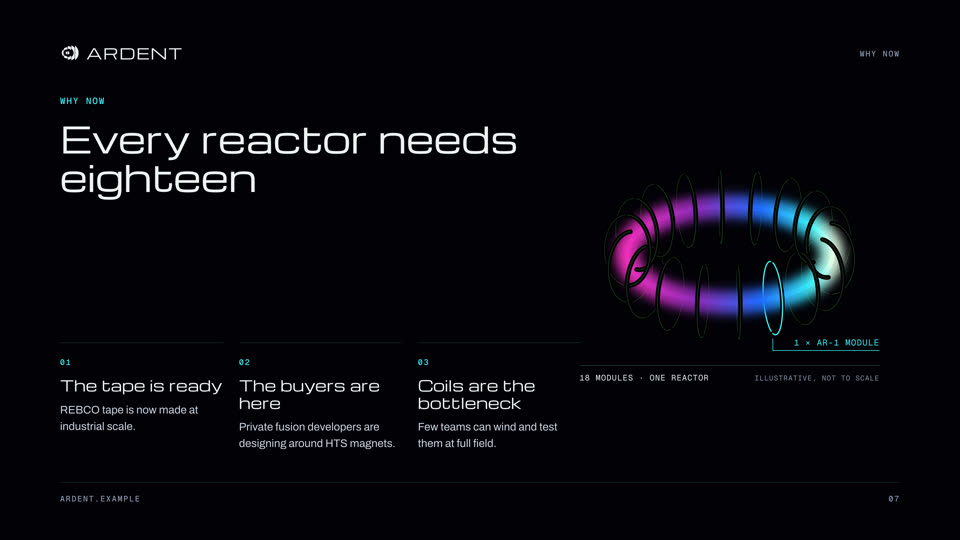 ARDENT
WHY NOW
WHY NOW
Every reactor needs
eighteen
1 × AR-1 MODULE
18 MODULES · ONE REACTOR
ILLUSTRATIVE, NOT TO SCALE
01
The tape is ready
REBCO tape is now made at
industrial scale.
02
The buyers are
here
Private fusion developers are
designing around HTS magnets.
03
Coils are the
bottleneck
Few teams can wind and test
them at full field.
ARDENT.EXAMPLE
07